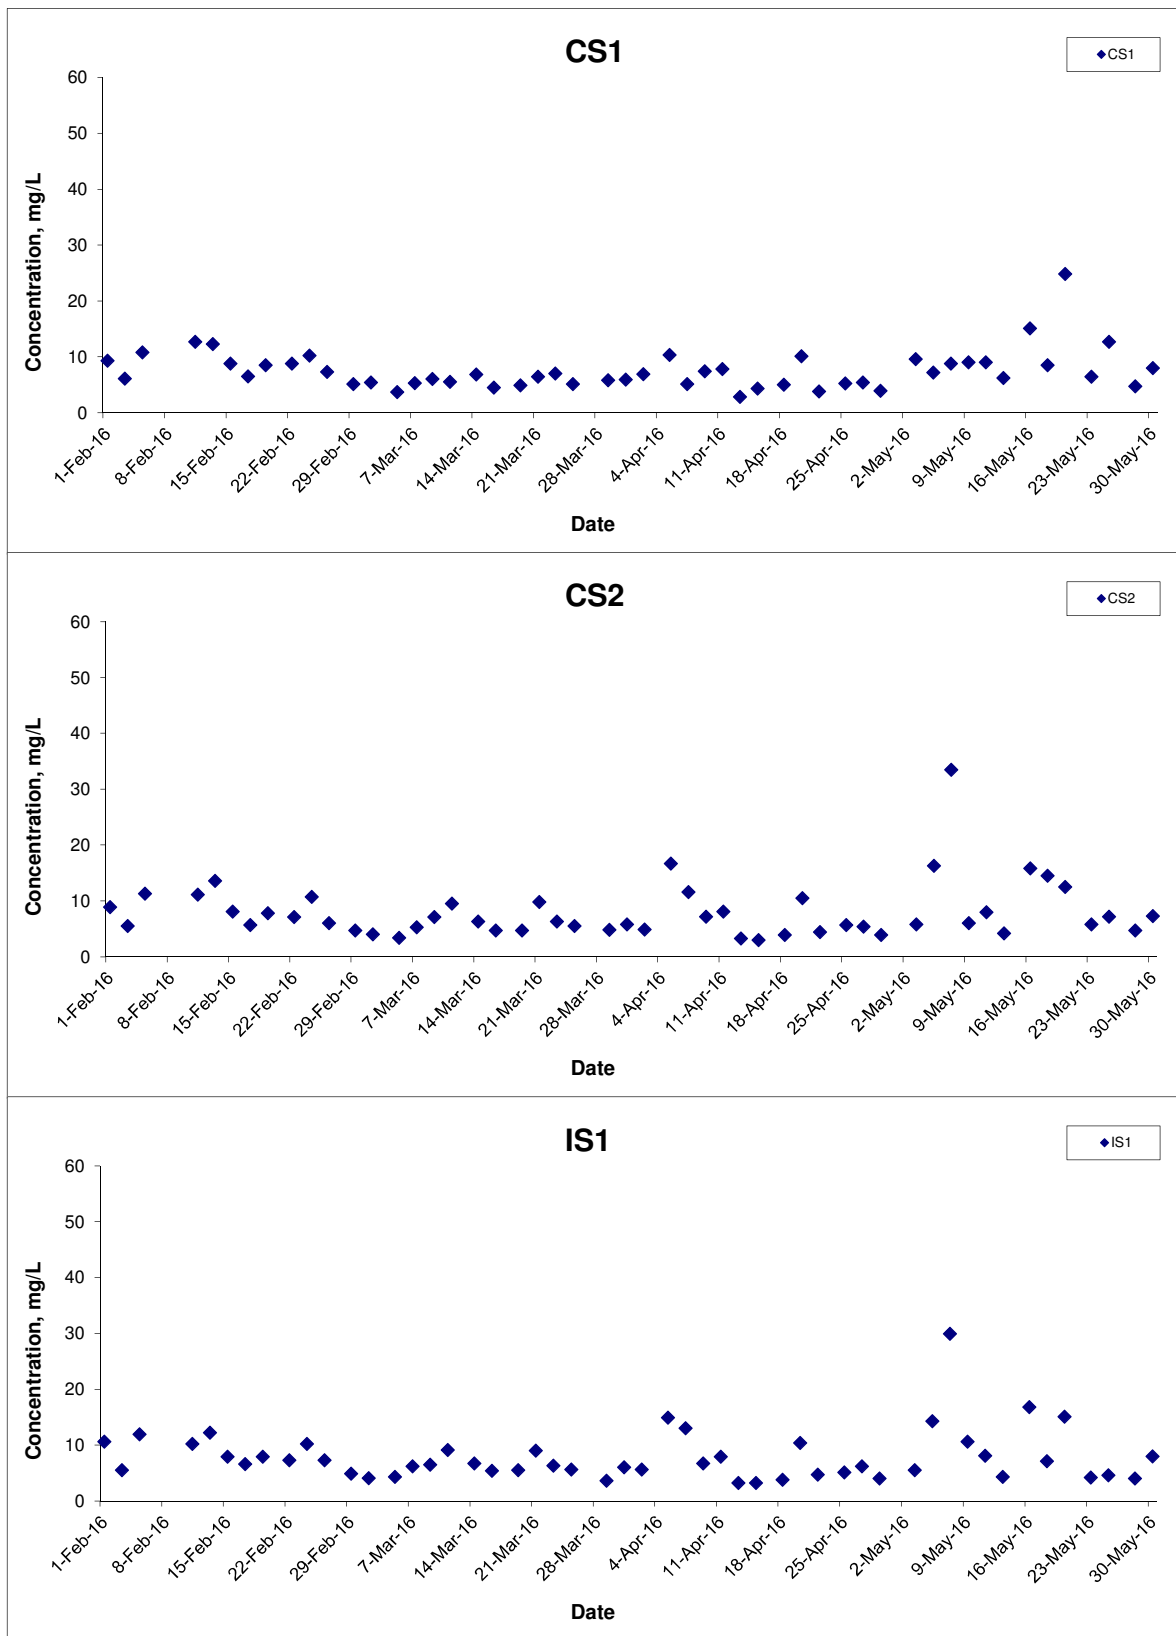 CS1
CS1
60
50
40
30
20
10
0
Concentration, mg/L
1-Feb-16
8-Feb-16
15-Feb-16
22-Feb-16
29-Feb-16
7-Mar-16
14-Mar-16
21-Mar-16
28-Mar-16
4-Apr-16
11-Apr-16
18-Apr-16
25-Apr-16
2-May-16
9-May-16
16-May-16
23-May-16
30-May-16
Date
CS2
CS2
60
50
40
30
20
10
0
Concentration, mg/L
1-Feb-16
8-Feb-16
15-Feb-16
22-Feb-16
29-Feb-16
7-Mar-16
14-Mar-16
21-Mar-16
28-Mar-16
4-Apr-16
11-Apr-16
18-Apr-16
25-Apr-16
2-May-16
9-May-16
16-May-16
23-May-16
30-May-16
Date
IS1
IS1
60
50
40
30
20
10
0
Concentration, mg/L
1-Feb-16
8-Feb-16
15-Feb-16
22-Feb-16
29-Feb-16
7-Mar-16
14-Mar-16
21-Mar-16
28-Mar-16
4-Apr-16
11-Apr-16
18-Apr-16
25-Apr-16
2-May-16
9-May-16
16-May-16
23-May-16
30-May-16
Date